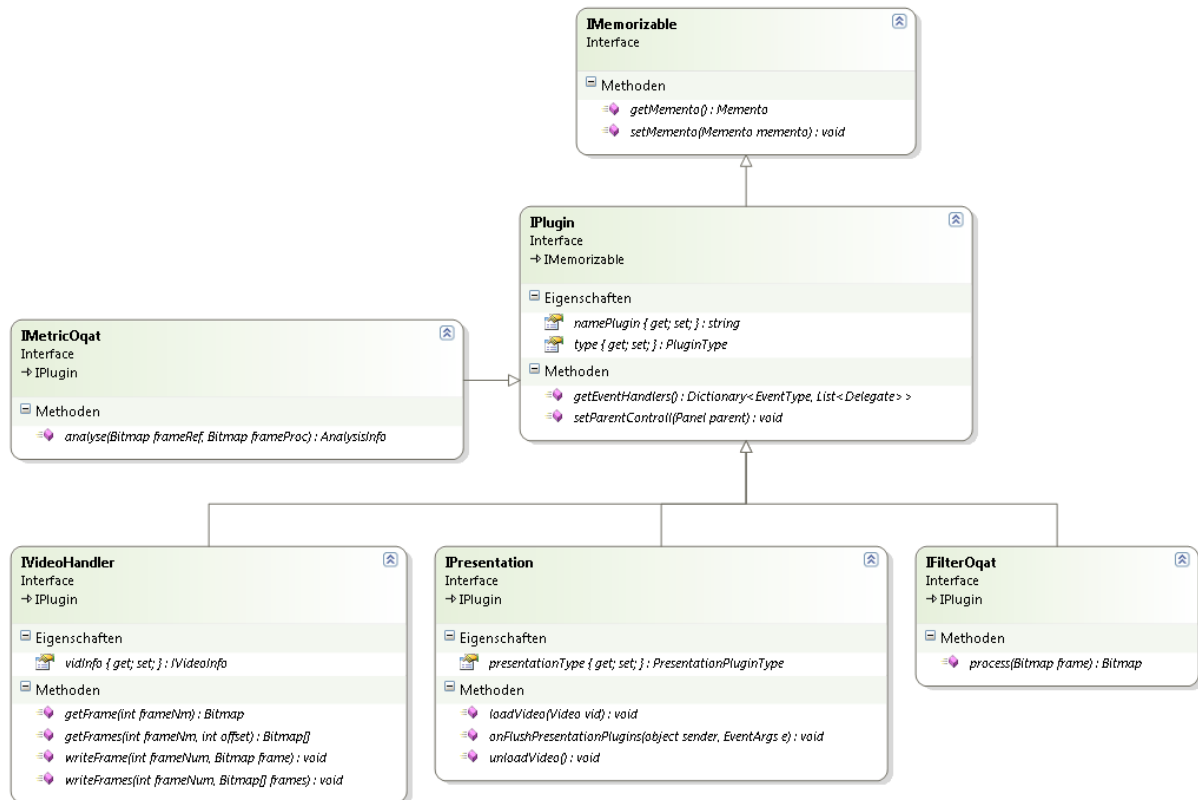 IMemorizable
Interface
Methoden
getMemento() : Memento
setMemento(Memento memento) : void
IPlugin
Interface
IMemorizable
Eigenschaften
namePlugin { get; set; } : string
type { get; set; } : PluginType
Methoden
getEventHandlers() : Dictionary<EventType, List<Delegate>>
setParentControll(Panel parent) : void
IMetricOqat
Interface
IPlugin
Methoden
analyse(Bitmap frameRef, Bitmap frameProc) : AnalysisInfo
IVideoHandler
Interface
IPlugin
Eigenschaften
vidInfo { get; set; } : IVideoInfo
Methoden
getFrame(int frameNm) : Bitmap
getFrames(int frameNm, int offset) : Bitmap[]
writeFrame(int frameNum, Bitmap frame) : void
writeFrames(int frameNum, Bitmap[] frames) : void
IPresentation
Interface
IPlugin
Eigenschaften
presentationType { get; set; } : PresentationPluginType
Methoden
loadVideo(Video vid) : void
onFlushPresentationPlugins(object sender, EventArgs e) : void
unloadVideo() : void
IFilterOqat
Interface
IPlugin
Methoden
process(Bitmap frame) : Bitmap